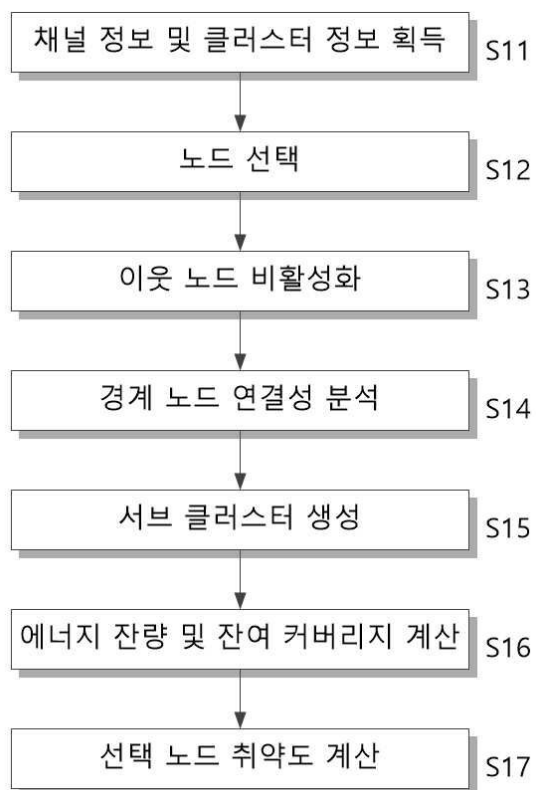 채널 정보 및 클러스터 정보 획득 S11
노드 선택 S12
이웃 노드 비활성화 S13
경계 노드 연결성 분석 S14
서브 클러스터 생성 S15
에너지 잔량 및 잔여 커버리지 계산 S16
선택 노드 취약도 계산 S17